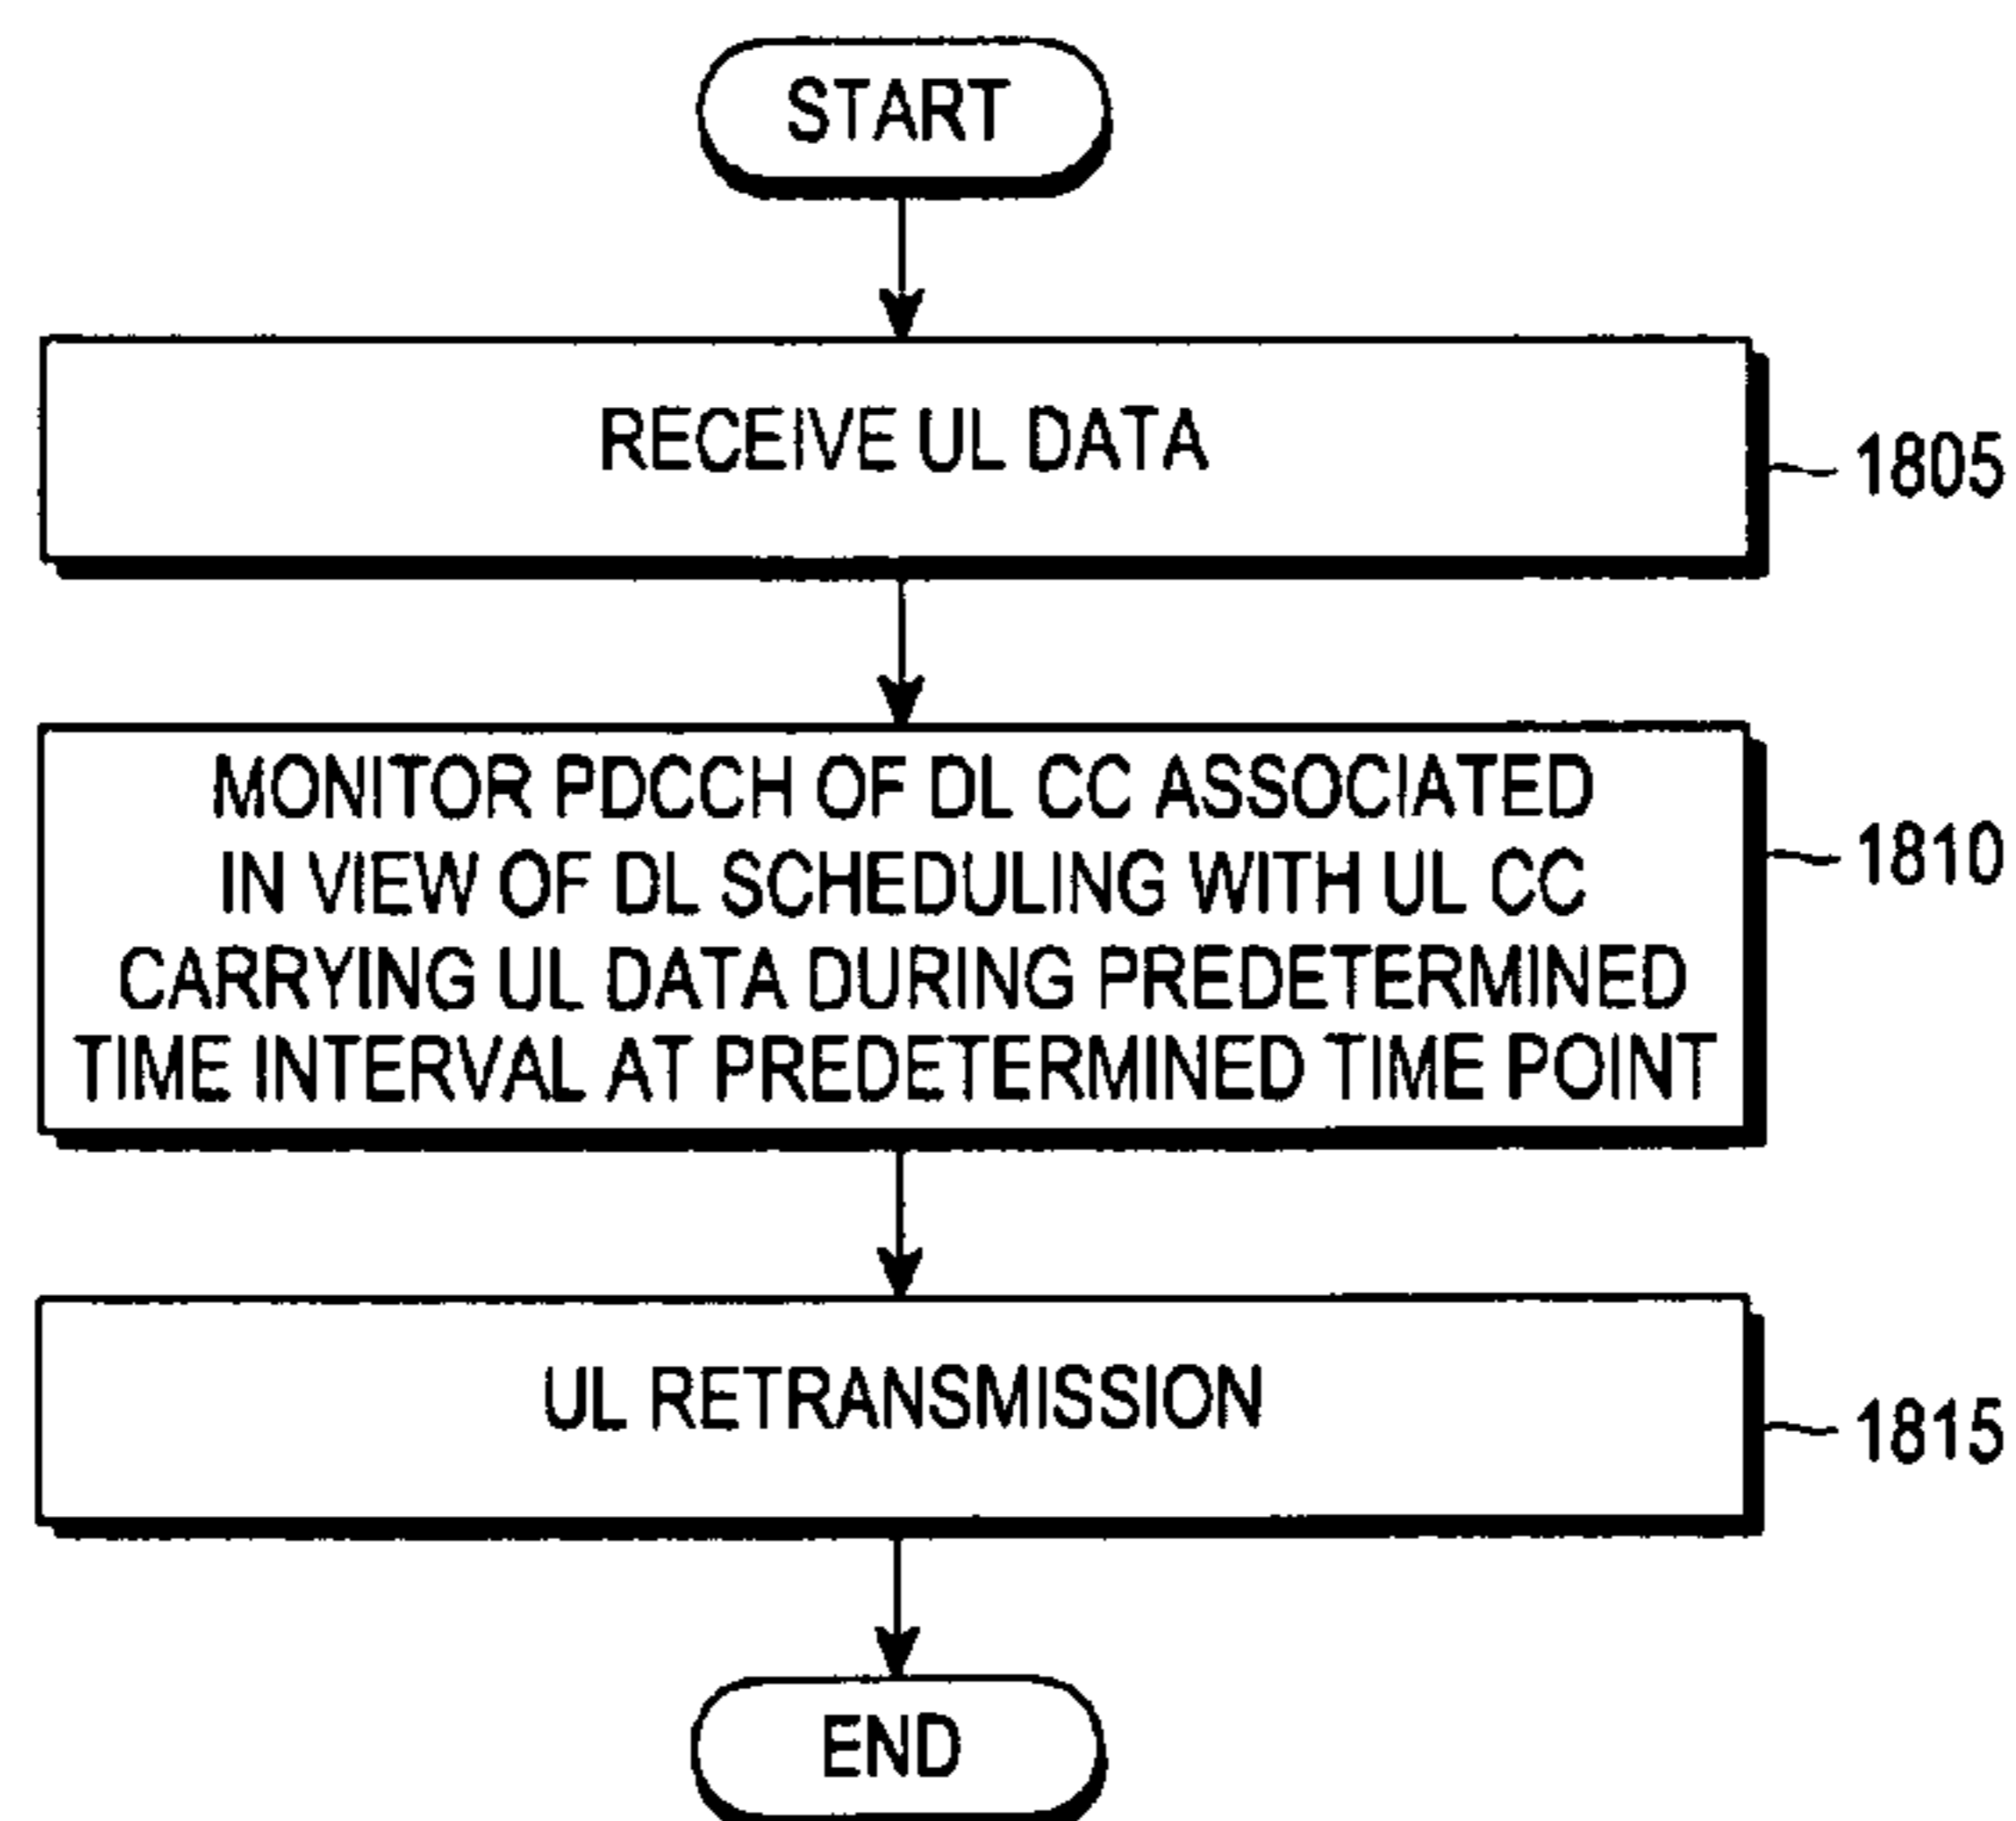 START
RECEIVE UL DATA
1805
MONITOR PDCCH OF DL CC ASSOCIATED
IN VIEW OF DL SCHEDULING WITH UL CC
CARRYING UL DATA DURING PREDETERMINED
TIME INTERVAL AT PREDETERMINED TIME POINT
1810
UL RETRANSMISSION
1815
END